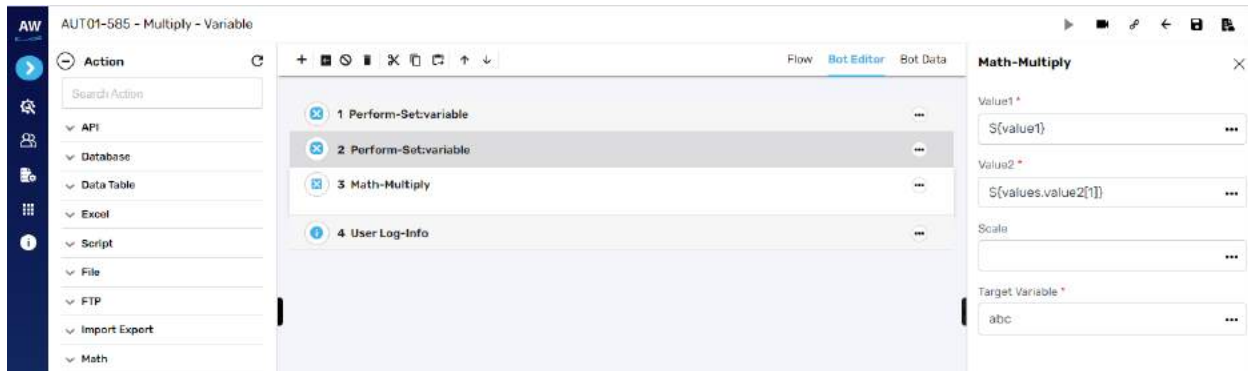 AW
AUT01-585 - Multiply - Variable
Action
Search Action
API
Database
Data Table
Excel
Script
File
FTP
Import Export
Math
Flow Bot Editor Bot Data
1 Perform-Set:variable
2 Perform-Set:variable
3 Math-Multiply
4 User Log-Info
Math-Multiply
Value1 *
S{value1}
Value2 *
S{values.value2[1]}
Scale
Target Variable *
abc